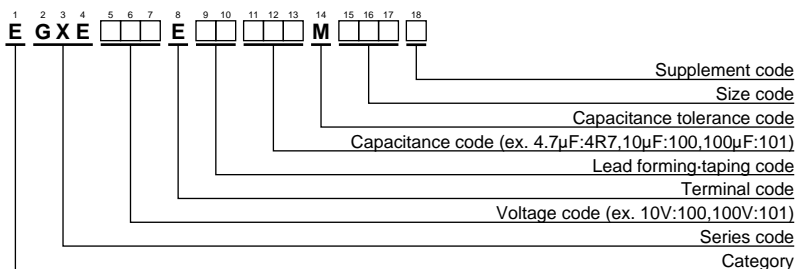 1 2 3 4 5 6 7 8 9 10 11 12 13 14 15 16 17 18
E GXE E M
Supplement code
Size code
Capacitance tolerance code
Capacitance code (ex. 4.7μF:4R7,10μF:100,100μF:101)
Lead forming·taping code
Terminal code
Voltage code (ex. 10V:100,100V:101)
Series code
Category